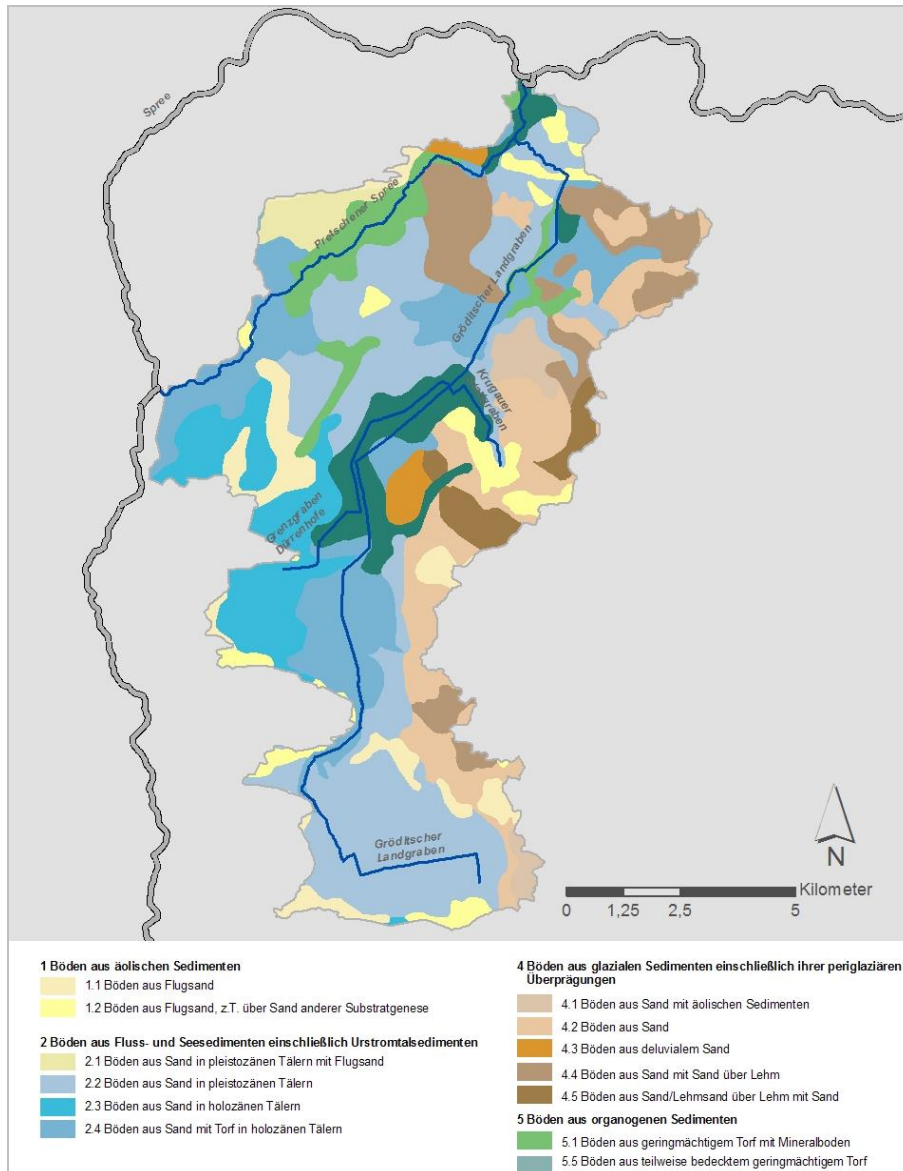 Spree
Pretschener Spree
Gröditscher Landgraben
Krugauer
Grenzgraben
Dürrenhofe
Gröditscher
Landgraben
N
Kilometer
0 1,25 2,5 5
1 Böden aus äolischen Sedimenten
1.1 Böden aus Flugsand
1.2 Böden aus Flugsand, z.T. über Sand anderer Substratgenese
2 Böden aus Fluss- und Seesedimenten einschließlich Urstromtalsedimenten
2.1 Böden aus Sand in pleistozänen Tälern mit Flugsand
2.2 Böden aus Sand in pleistozänen Tälern
2.3 Böden aus Sand in holozänen Tälern
2.4 Böden aus Sand mit Torf in holozänen Tälern
4 Böden aus glazialen Sedimenten einschließlich ihrer periglaziären
Überprägungen
4.1 Böden aus Sand mit äolischen Sedimenten
4.2 Böden aus Sand
4.3 Böden aus deluvialem Sand
4.4 Böden aus Sand mit Sand über Lehm
4.5 Böden aus Sand/Lehmsand über Lehm mit Sand
5 Böden aus organogenen Sedimenten
5.1 Böden aus geringmächtigem Torf mit Mineralboden
5.5 Böden aus teilweise bedecktem geringmächtigem Torf